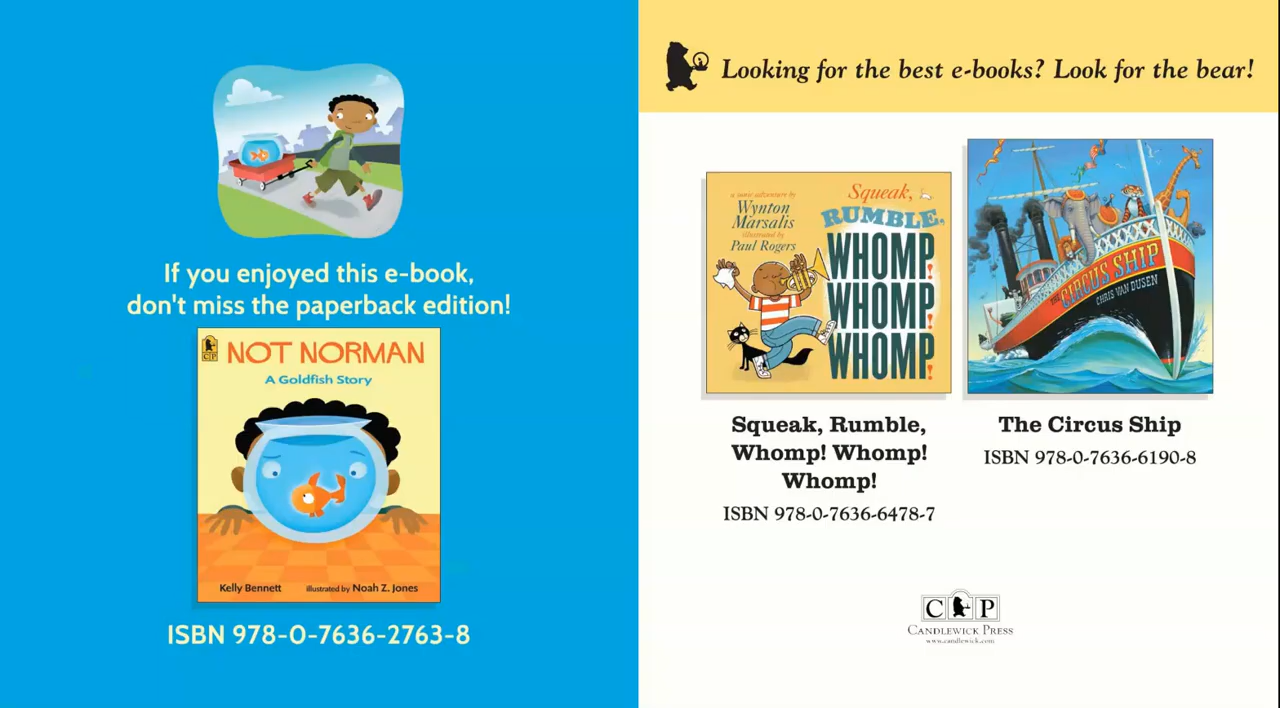 If you enjoyed this e-book,
don't miss the paperback edition!
CP
NOT NORMAN
A Goldfish Story
Kelly Bennett
illustrated by Noah Z. Jones
ISBN 978-0-7636-2763-8
Looking for the best e-books? Look for the bear!
a sonic adventure by
Wynton
Marsalis
illustrated by
Paul Rogers
Squeak,
RUMBLE,
WHOMP!
WHOMP!
WHOMP!
THE CIRCUS SHIP
CHRIS VAN DUSEN
Squeak, Rumble,
Whomp! Whomp!
Whomp!
ISBN 978-0-7636-6478-7
The Circus Ship
ISBN 978-0-7636-6190-8
C P
CANDLEWICK PRESS
www.candlewick.com